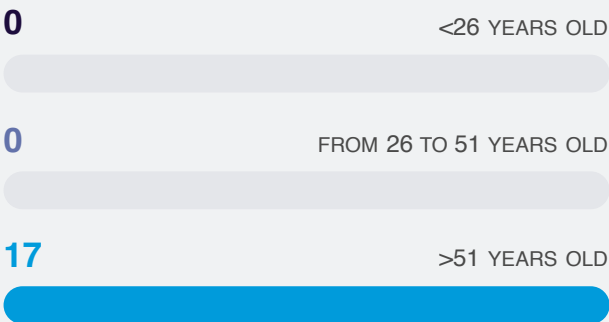 0 <26 YEARS OLD
0 FROM 26 TO 51 YEARS OLD
17 >51 YEARS OLD